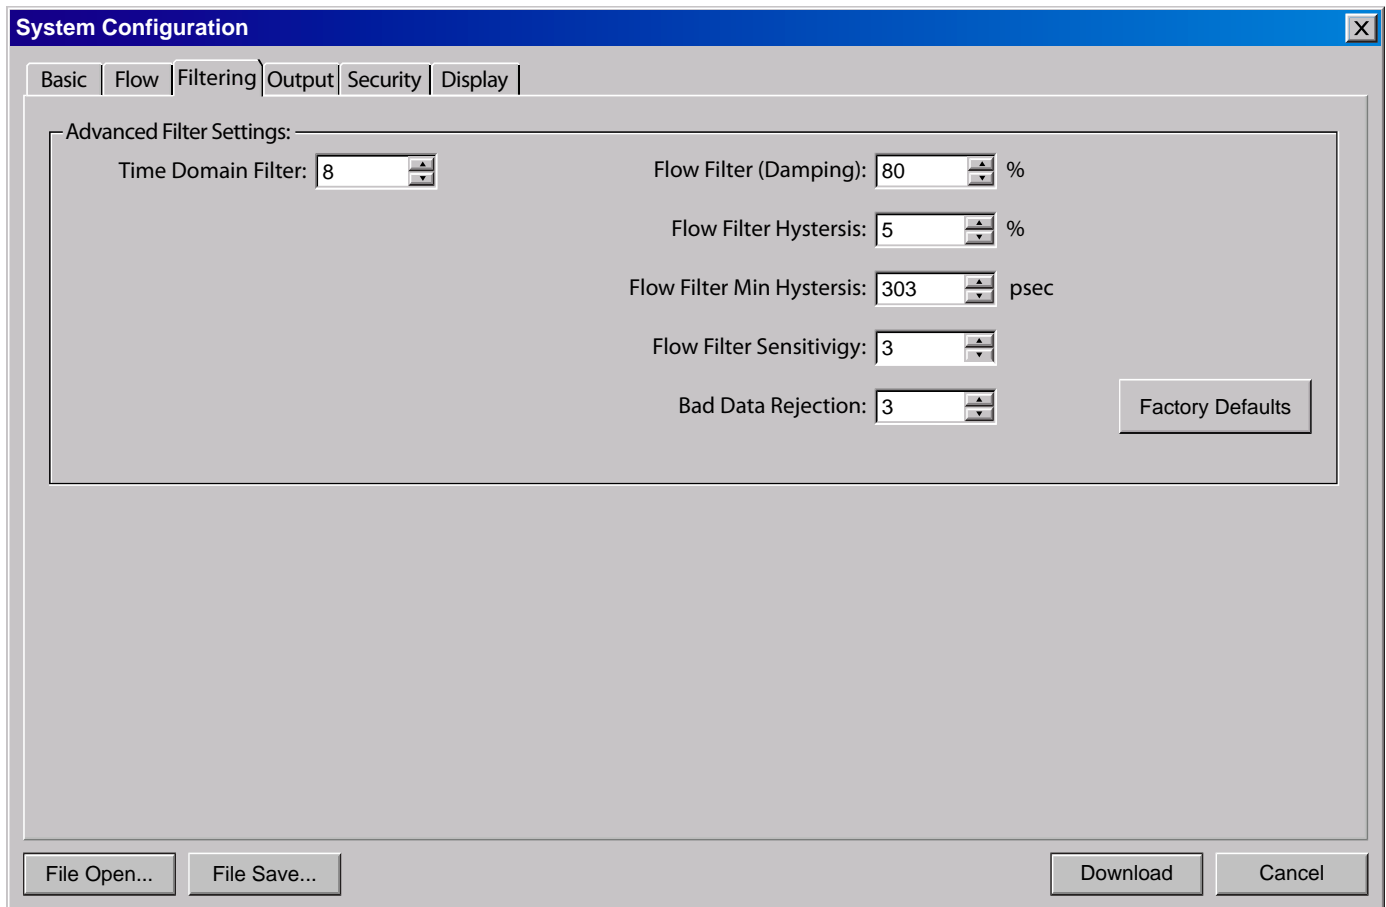 System Configuration
X
Basic Flow Filtering Output Security Display
Advanced Filter Settings:
Time Domain Filter: 8
Flow Filter (Damping): 80 %
Flow Filter Hystersis: 5 %
Flow Filter Min Hystersis: 303 psec
Flow Filter Sensitivigy: 3
Bad Data Rejection: 3
Factory Defaults
File Open... File Save... Download Cancel